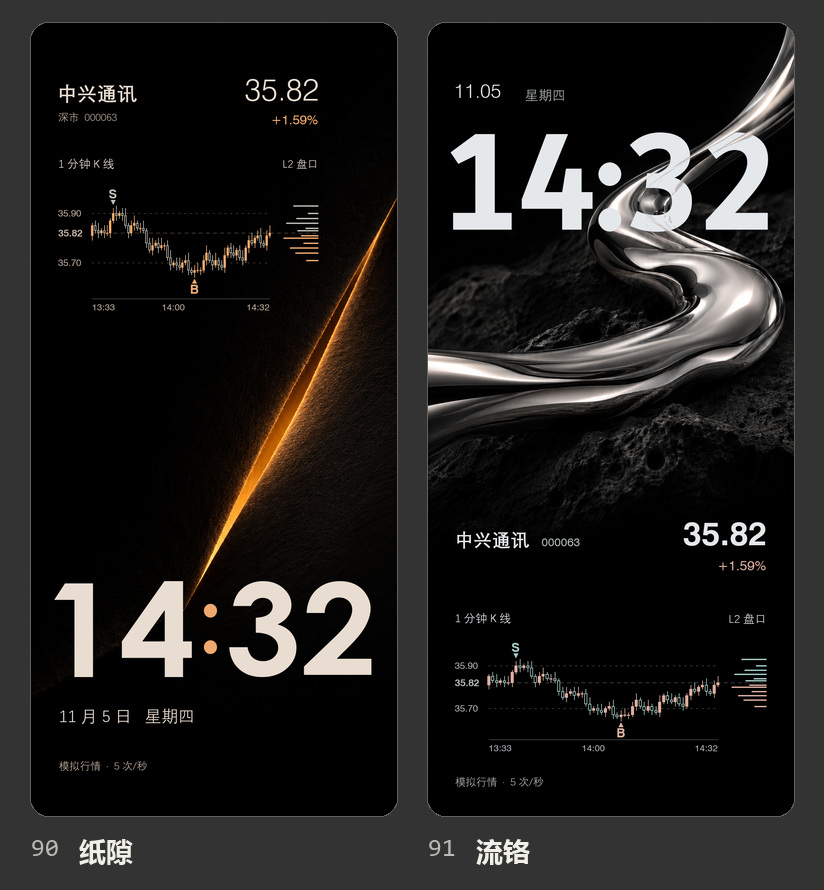 中兴通讯 35.82
深市 000063 +1.59%
1 分钟 K 线 L2 盘口
S
35.90
35.82
35.70
B
13:33 14:00 14:32
14:32
11 月 5 日 星期四
模拟行情 · 5 次/秒
90 纸隙
11.05 星期四
14:32
中兴通讯 000063 35.82
+1.59%
1 分钟 K 线 L2 盘口
S
35.90
35.82
35.70
B
13:33 14:00 14:32
模拟行情 · 5 次/秒
91 流铬